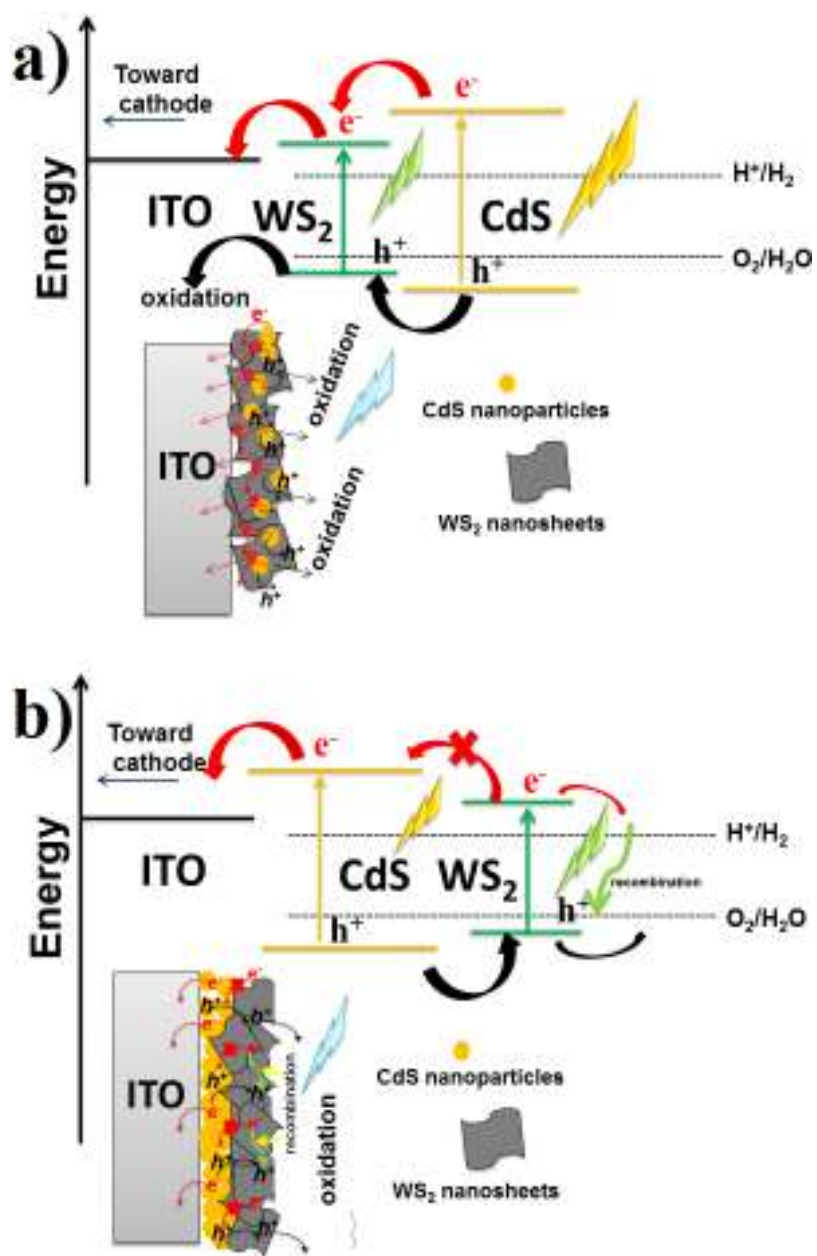 a)
Energy
Toward
cathode
e⁻
e⁻
ITO
WS₂
CdS
H⁺/H₂
O₂/H₂O
h⁺
h⁺
oxidation
e⁻
h⁺
h⁺
h⁺
h⁺
h⁺
h⁺
ITO
oxidation
oxidation
CdS nanoparticles
WS₂ nanosheets
b)
Energy
Toward
cathode
e⁻
e⁻
ITO
CdS
WS₂
H⁺/H₂
recombination
O₂/H₂O
h⁺
h⁺
e⁻
e⁻
h⁺
h⁺
e⁻
e
h⁺
h⁺
e⁻
e
h⁺
h⁺
e⁻
e
h⁺
h⁺
ITO
recombination
oxidation
CdS nanoparticles
WS₂ nanosheets